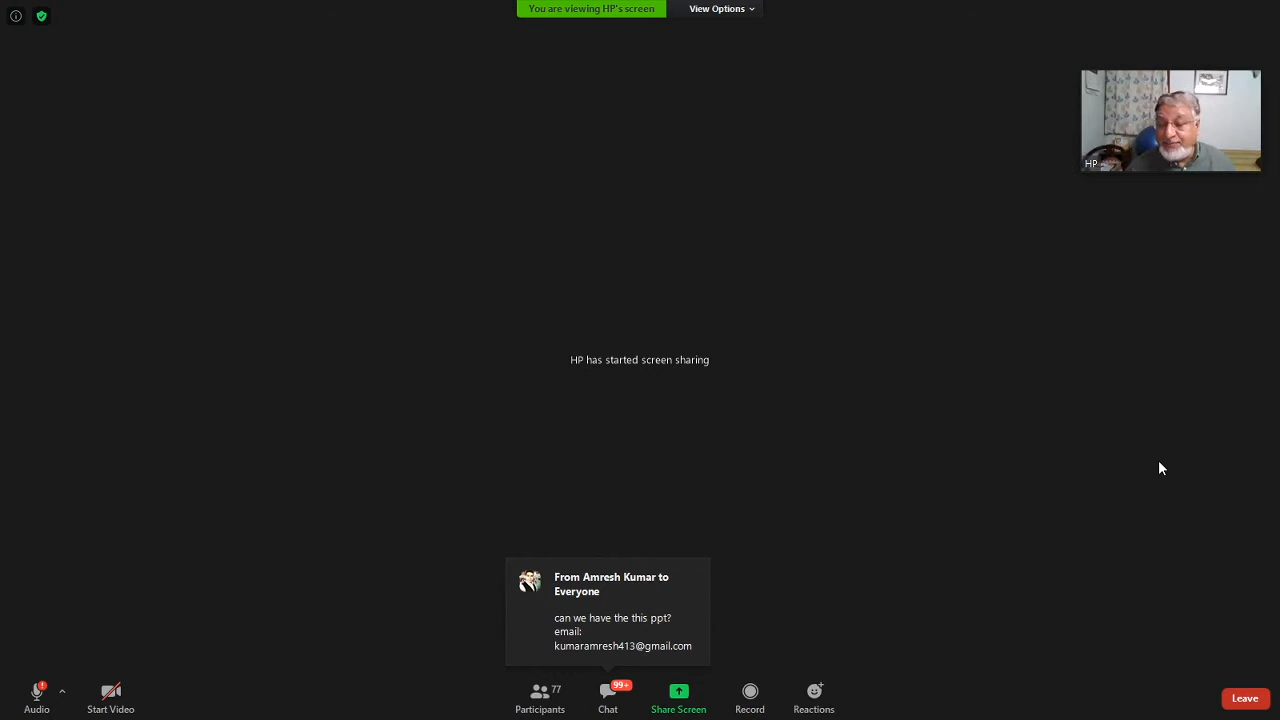 You are viewing HP's screen
View Options
HP
HP has started screen sharing
From Amresh Kumar to
Everyone
can we have the this ppt?
email:
kumaramresh413@gmail.com
Audio
Start Video
77
Participants
99+
Chat
Share Screen
Record
Reactions
Leave